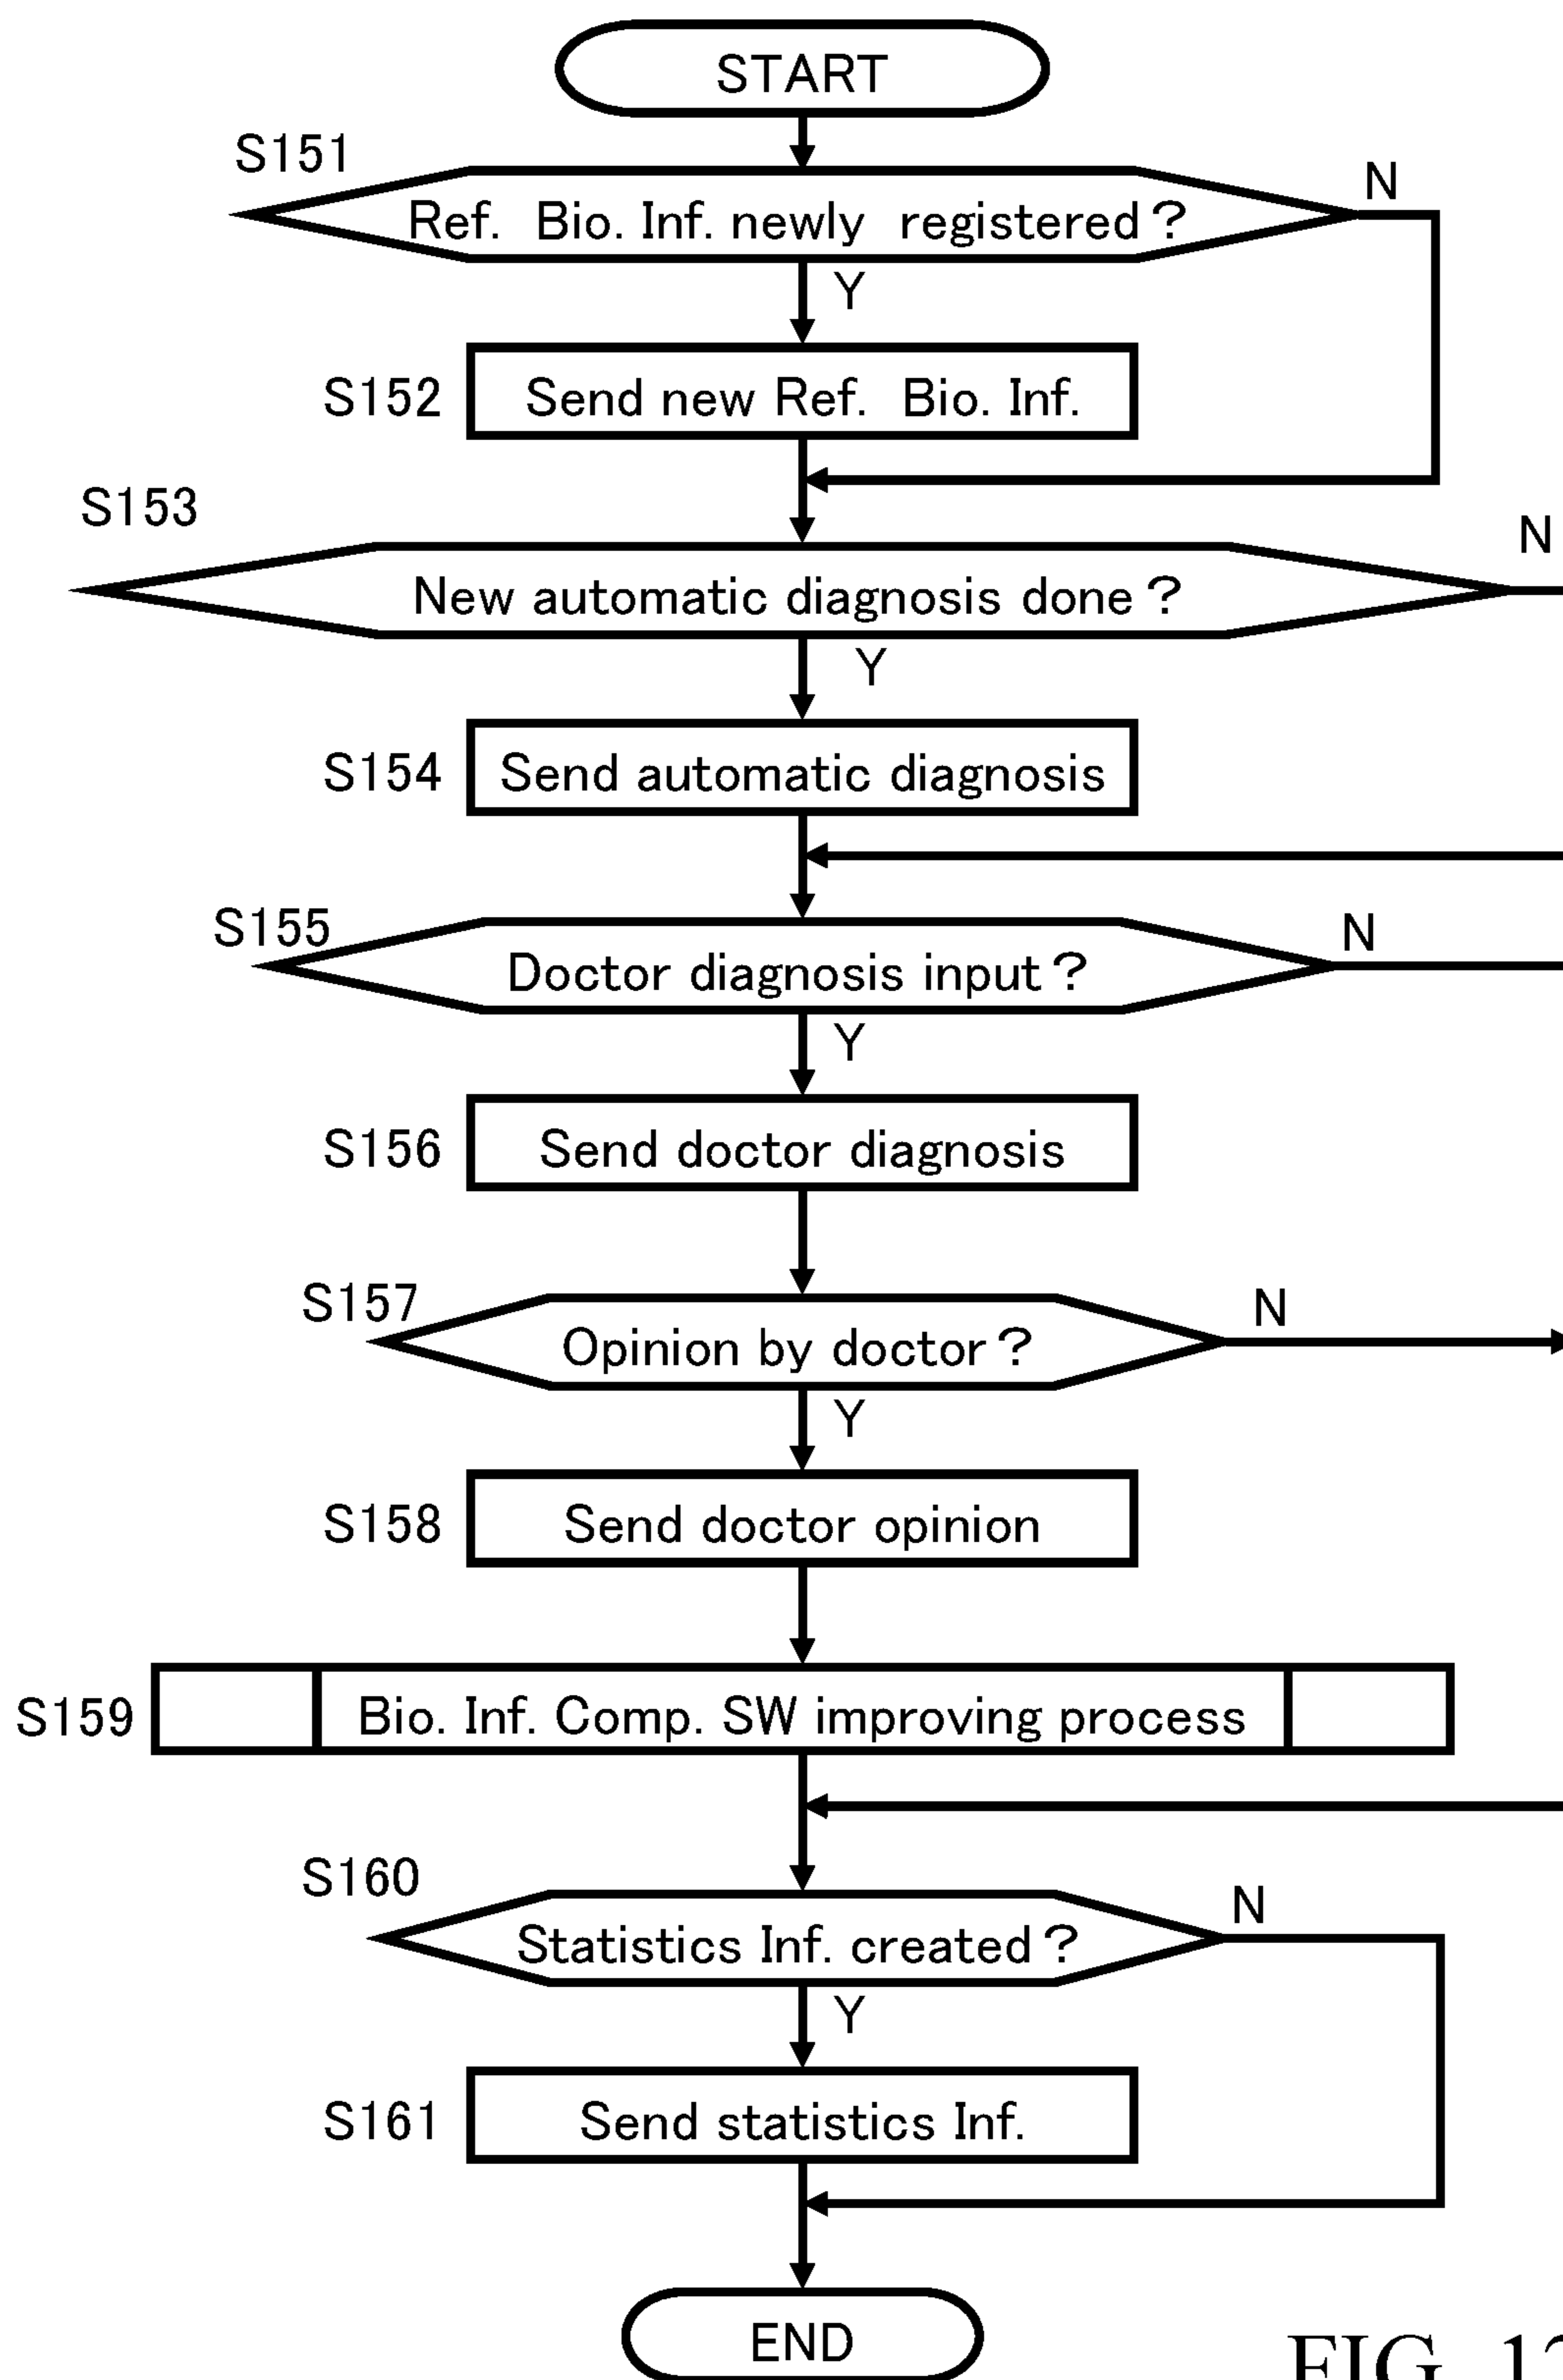 START
S151
N
Ref. Bio. Inf. newly registered?
Y
S152
Send new Ref. Bio. Inf.
S153
N
New automatic diagnosis done?
Y
S154
Send automatic diagnosis
S155
N
Doctor diagnosis input?
Y
S156
Send doctor diagnosis
S157
N
Opinion by doctor?
Y
S158
Send doctor opinion
S159
Bio. Inf. Comp. SW improving process
S160
N
Statistics Inf. created?
Y
S161
Send statistics Inf.
END
FIG.